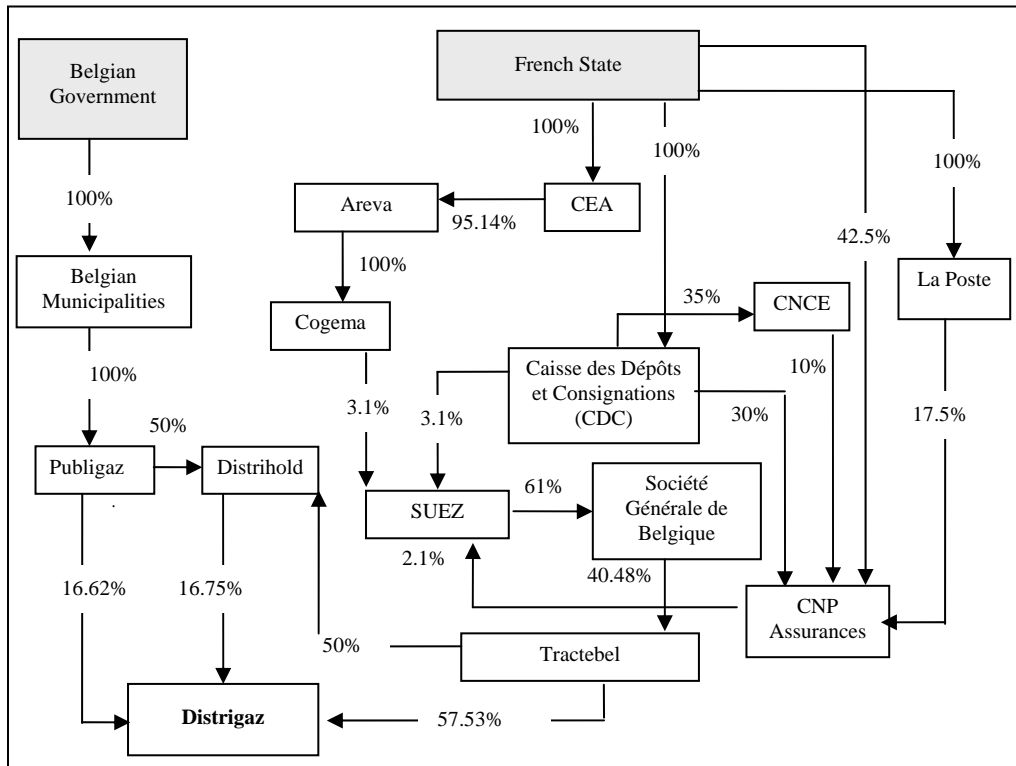 Belgian
Government
French State
100%
100%
100%
100%
Areva
CEA
95.14%
42.5%
Belgian
Municipalities
100%
La Poste
35%
CNCE
Cogema
100%
Caisse des Dépôts
et Consignations
(CDC)
10%
3.1%
3.1%
30%
17.5%
50%
Publigaz
Distrihold
SUEZ
61%
Société
Générale de
Belgique
2.1%
40.48%
16.62%
16.75%
CNP
Assurances
50%
Tractebel
Distrigaz
57.53%